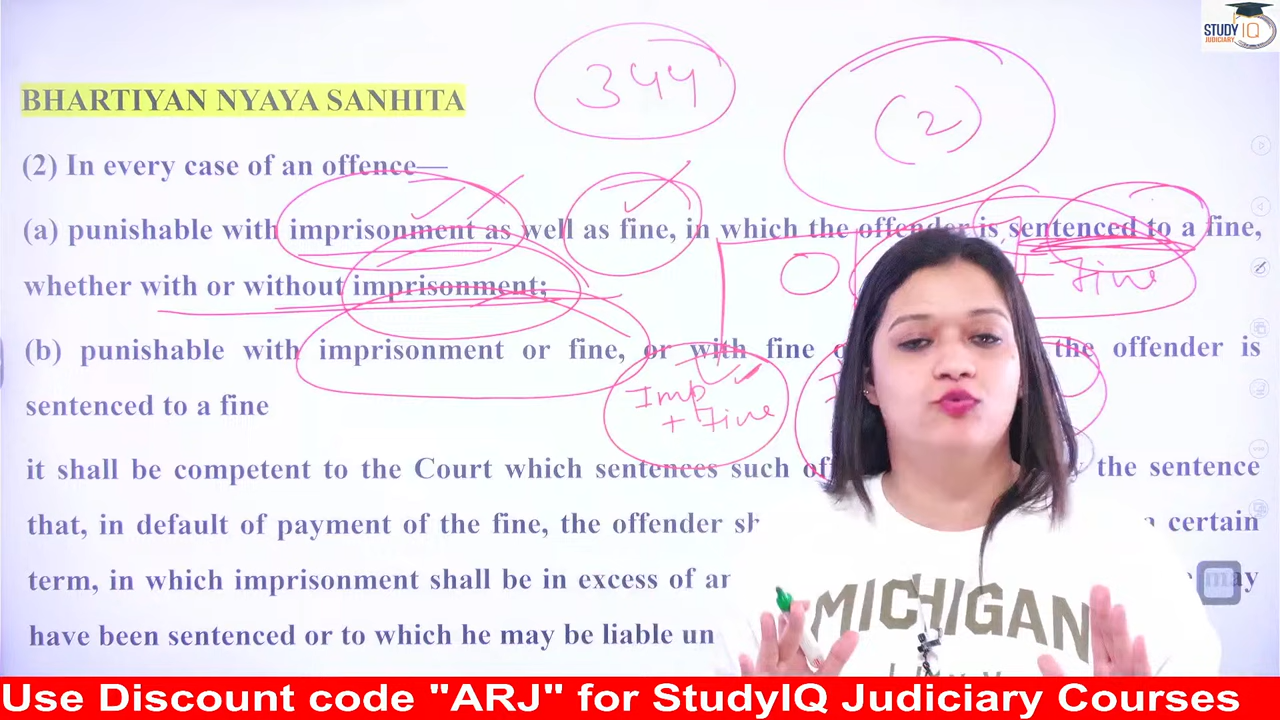 STUDY IQ
JUDICIARY
344
(2)
BHARTIYAN NYAYA SANHITA
(2) In every case of an offence—
(a) punishable with imprisonment as well as fine, in which the offender is sentenced to a fine,
whether with or without imprisonment;
Fine
(b) punishable with imprisonment or fine, or with fine the offender is
sentenced to a fine
Imp
+ Fine
it shall be competent to the Court which sentences such the sentence
that, in default of payment of the fine, the offender certain
term, in which imprisonment shall be in excess of may
have been sentenced or to which he may be liable
MICHIGAN
Use Discount code "ARJ" for StudyIQ Judiciary Courses